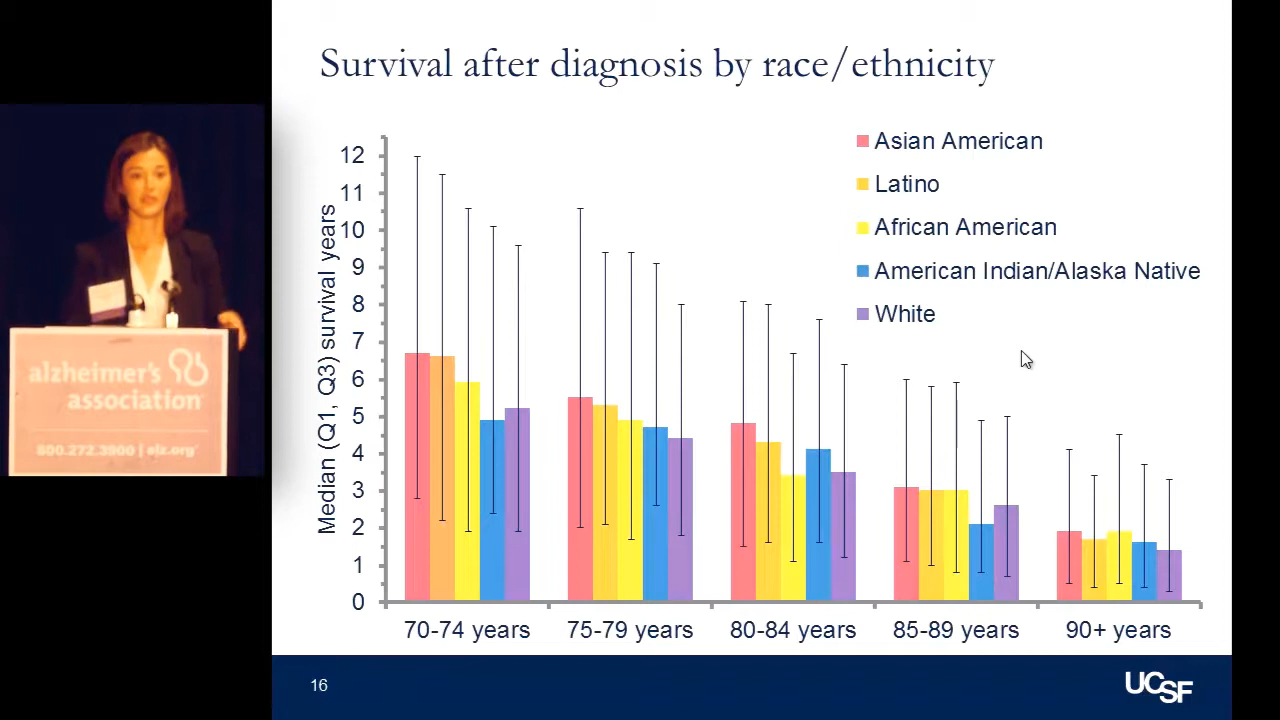 Survival after diagnosis by race/ethnicity
Median (Q1, Q3) survival years
12
11
10
9
8
7
6
5
4
3
2
1
0
Asian American
Latino
African American
American Indian/Alaska Native
White
70-74 years
75-79 years
80-84 years
85-89 years
90+ years
16
UCSF
alzheimer's
association
800.272.3900 | alz.org